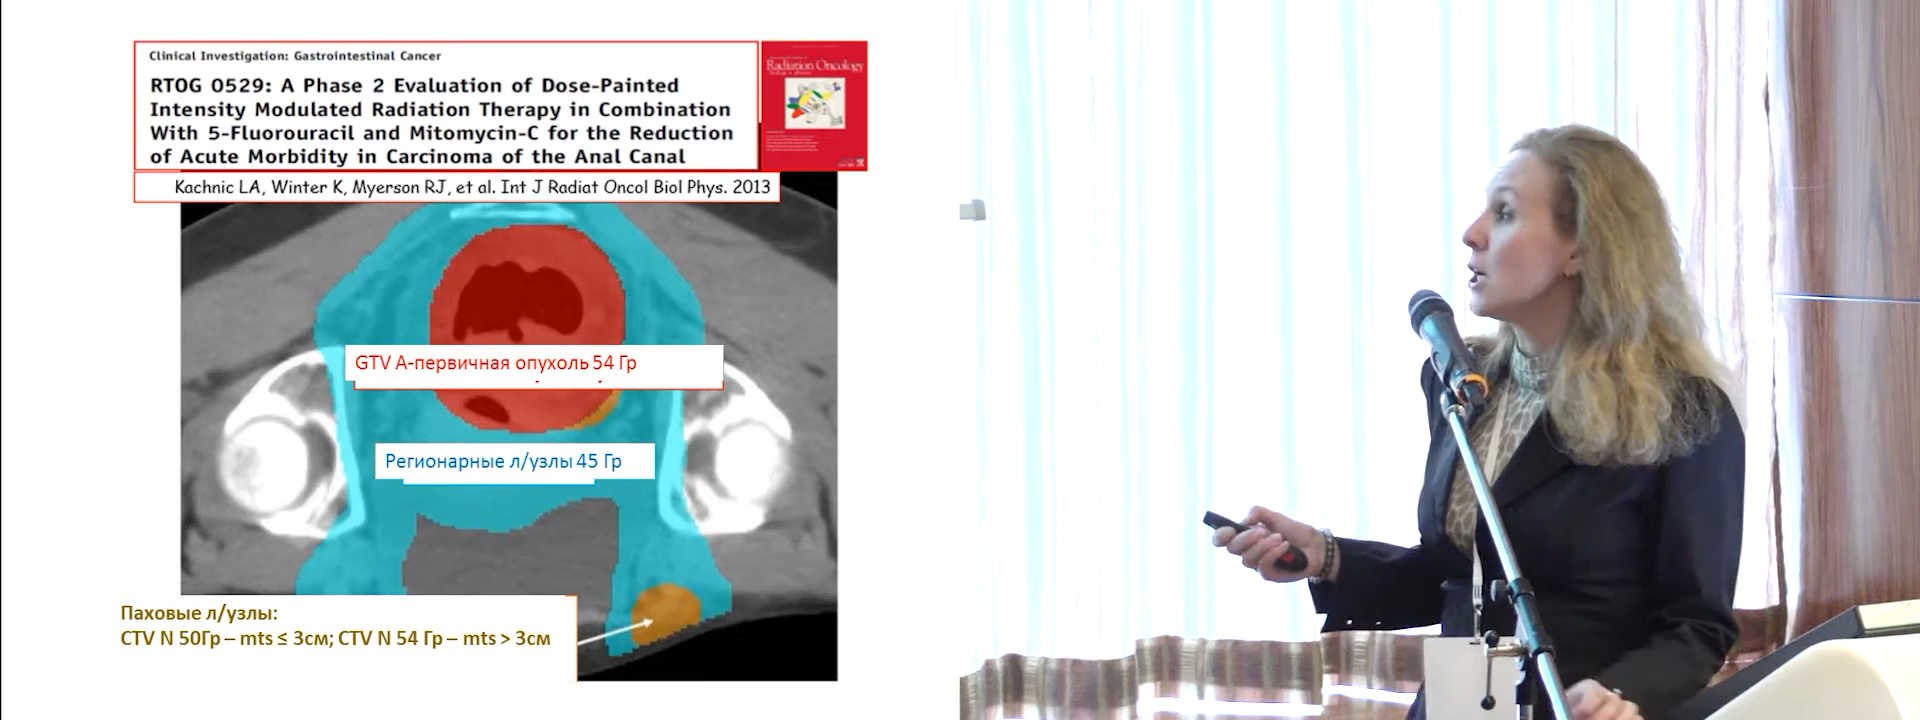 Clinical Investigation: Gastrointestinal Cancer
RTOG 0529: A Phase 2 Evaluation of Dose-Painted
Intensity Modulated Radiation Therapy in Combination
With 5-Fluorouracil and Mitomycin-C for the Reduction
of Acute Morbidity in Carcinoma of the Anal Canal
Radiation Oncology
Kachnic LA, Winter K, Myerson RJ, et al. Int J Radiat Oncol Biol Phys. 2013
GTV A-первичная опухоль 54 Гр
Регионарные л/узлы 45 Гр
Паховые л/узлы:
CTV N 50Гр – mts ≤ 3см; CTV N 54 Гр – mts > 3см